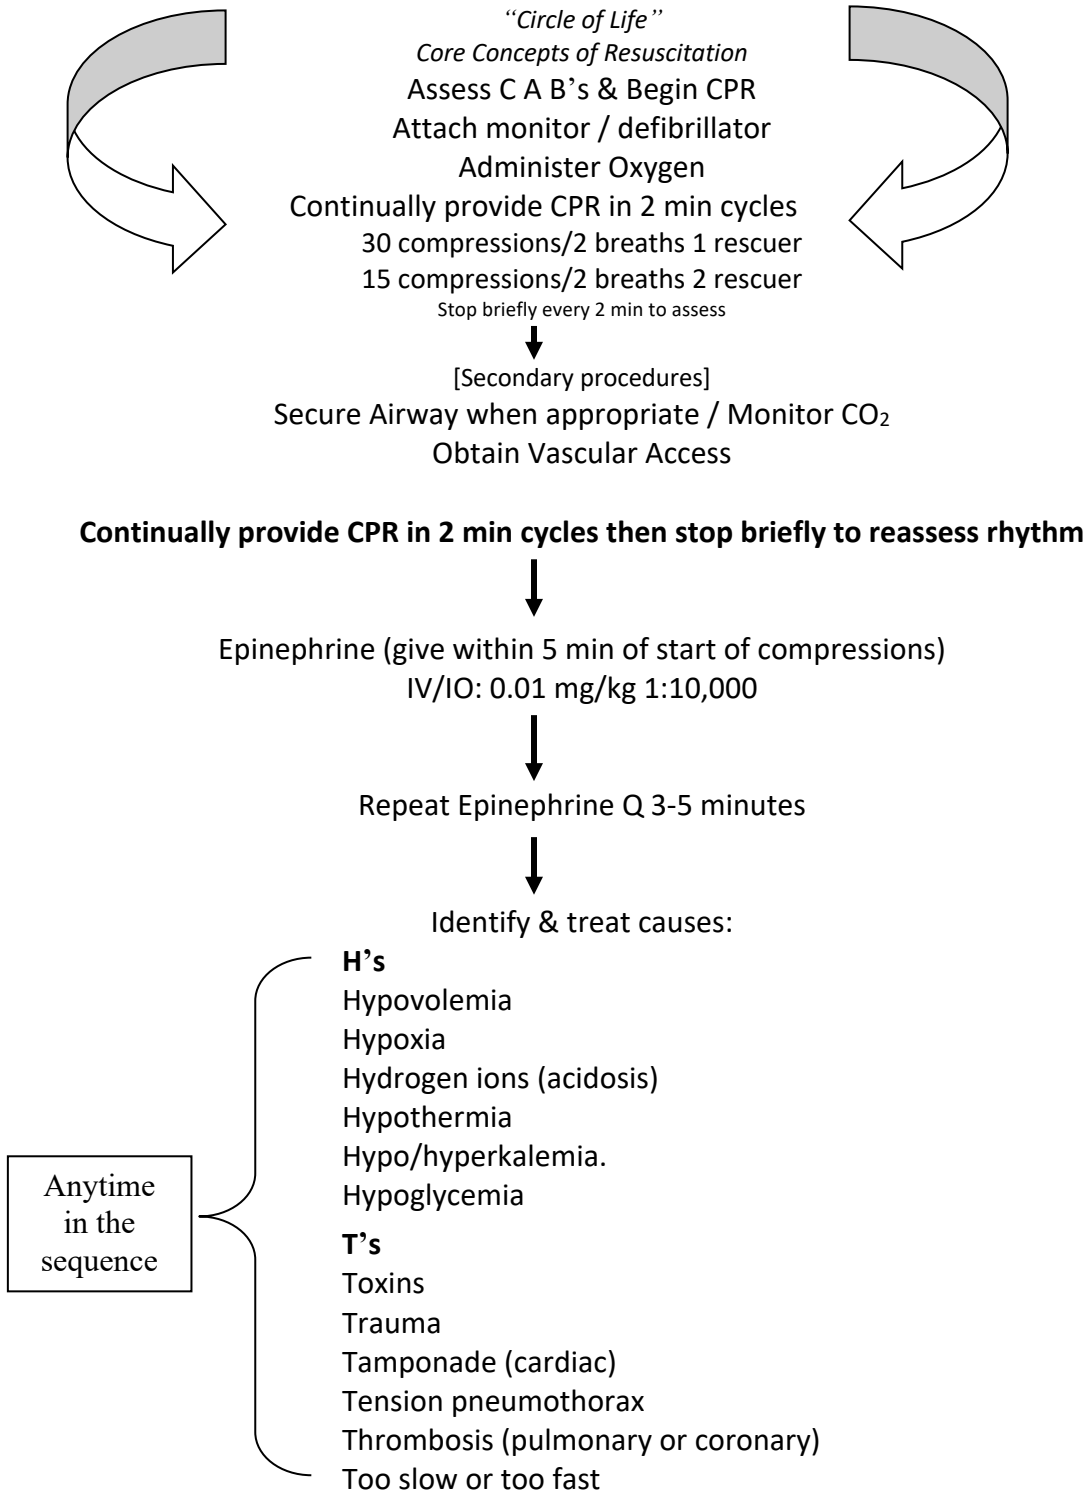 “Circle of Life”
Core Concepts of Resuscitation
Assess C A B’s & Begin CPR
Attach monitor / defibrillator
Administer Oxygen
Continually provide CPR in 2 min cycles
30 compressions/2 breaths 1 rescuer
15 compressions/2 breaths 2 rescuer
Stop briefly every 2 min to assess
[Secondary procedures]
Secure Airway when appropriate / Monitor CO₂
Obtain Vascular Access
Continually provide CPR in 2 min cycles then stop briefly to reassess rhythm
Epinephrine (give within 5 min of start of compressions)
IV/IO: 0.01 mg/kg 1:10,000
Repeat Epinephrine Q 3-5 minutes
Identify & treat causes:
H’s
Hypovolemia
Hypoxia
Hydrogen ions (acidosis)
Hypothermia
Hypo/hyperkalemia.
Hypoglycemia
Anytime
in the
sequence
T’s
Toxins
Trauma
Tamponade (cardiac)
Tension pneumothorax
Thrombosis (pulmonary or coronary)
Too slow or too fast